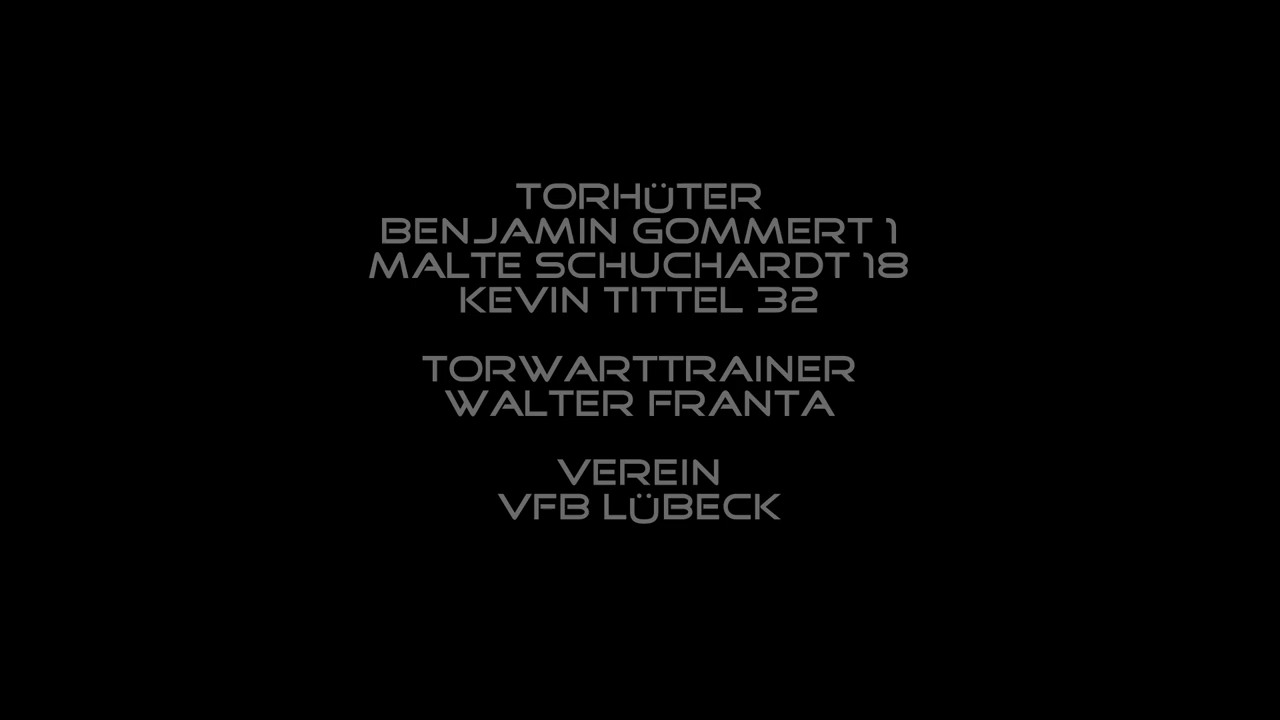 TORHÜTER
BENJAMIN GOMMERT 1
MALTE SCHUCHARDT 18
KEVIN TITTEL 32
TORWARTTRAINER
WALTER FRANTA
VEREIN
VFB LÜBECK